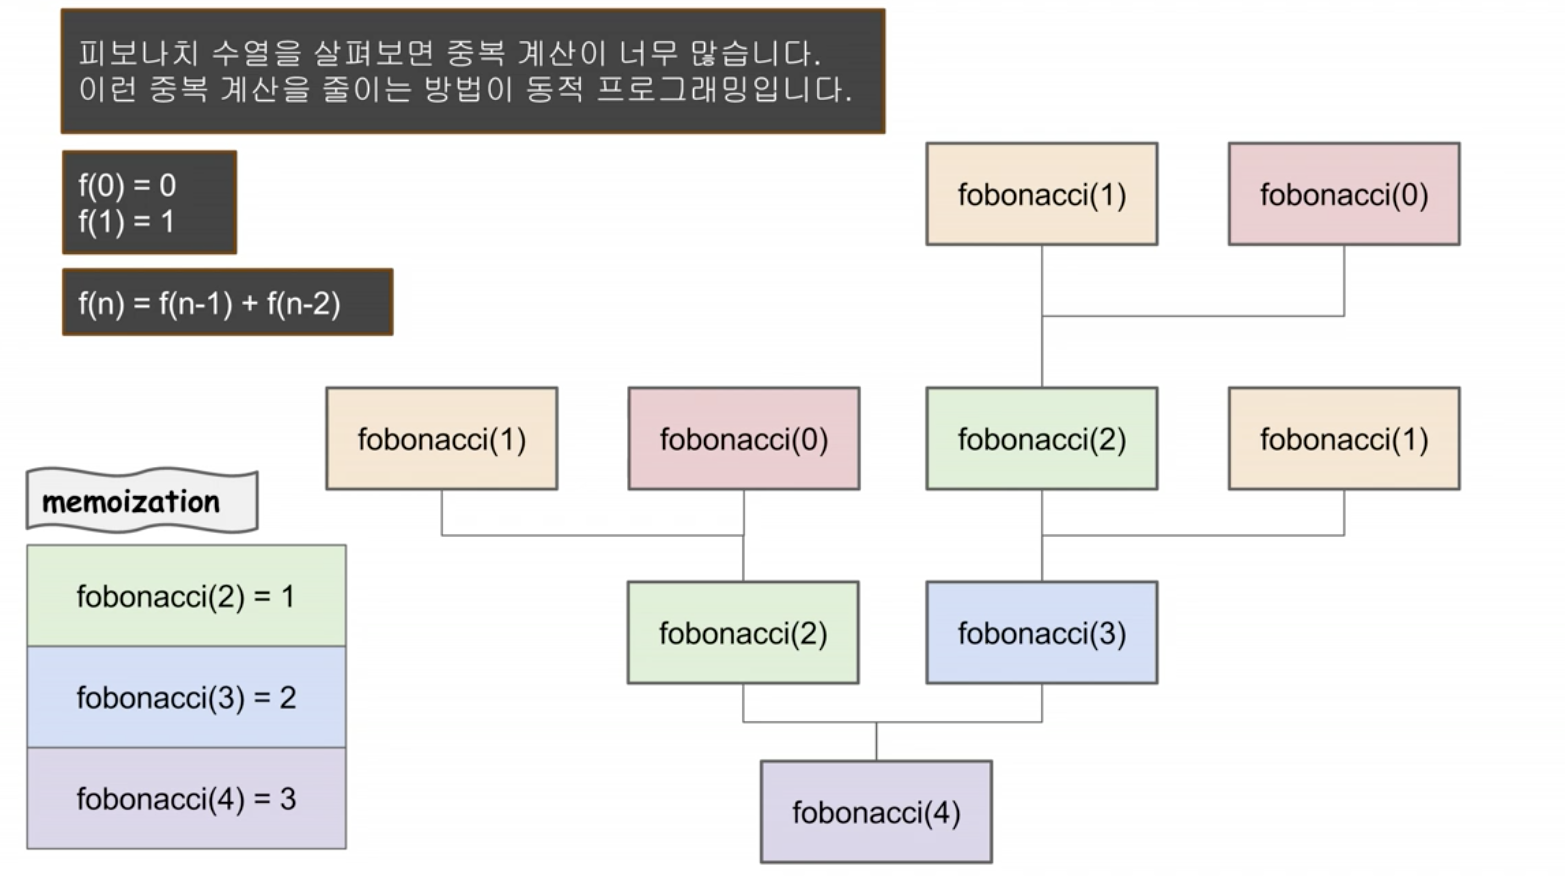 피보나치 수열을 살펴보면 중복 계산이 너무 많습니다.
이런 중복 계산을 줄이는 방법이 동적 프로그래밍입니다.
f(0) = 0
f(1) = 1
f(n) = f(n-1) + f(n-2)
fobonacci(1)
fobonacci(0)
fobonacci(1)
fobonacci(0)
fobonacci(2)
fobonacci(1)
memoization
fobonacci(2) = 1
fobonacci(3) = 2
fobonacci(4) = 3
fobonacci(2)
fobonacci(3)
fobonacci(4)